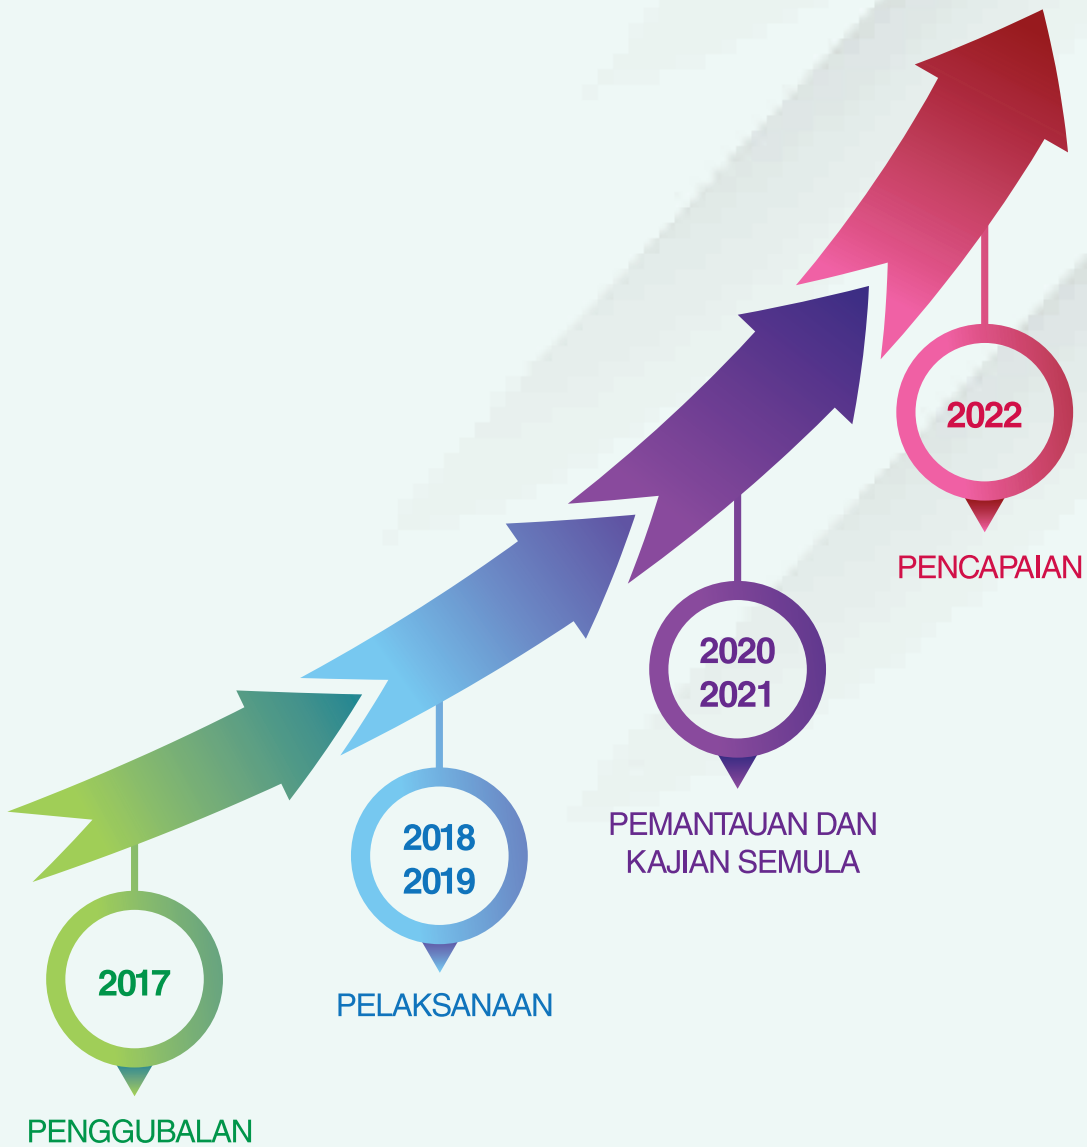 2017
PENGGUBALAN
2018
2019
PELAKSANAAN
2020
2021
PEMANTAUAN DAN
KAJIAN SEMULA
2022
PENCAPAIAN